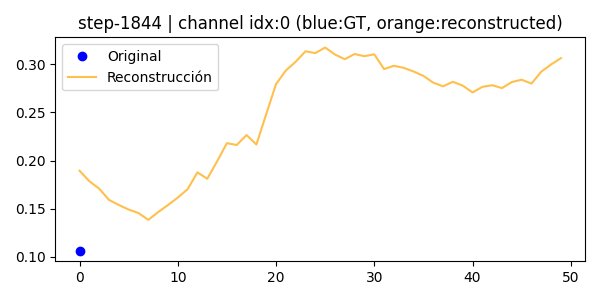 step-1844 | channel idx:0 (blue:GT, orange:reconstructed)
Original
Reconstrucción
0.30
0.25
0.20
0.15
0.10
0 10 20 30 40 50